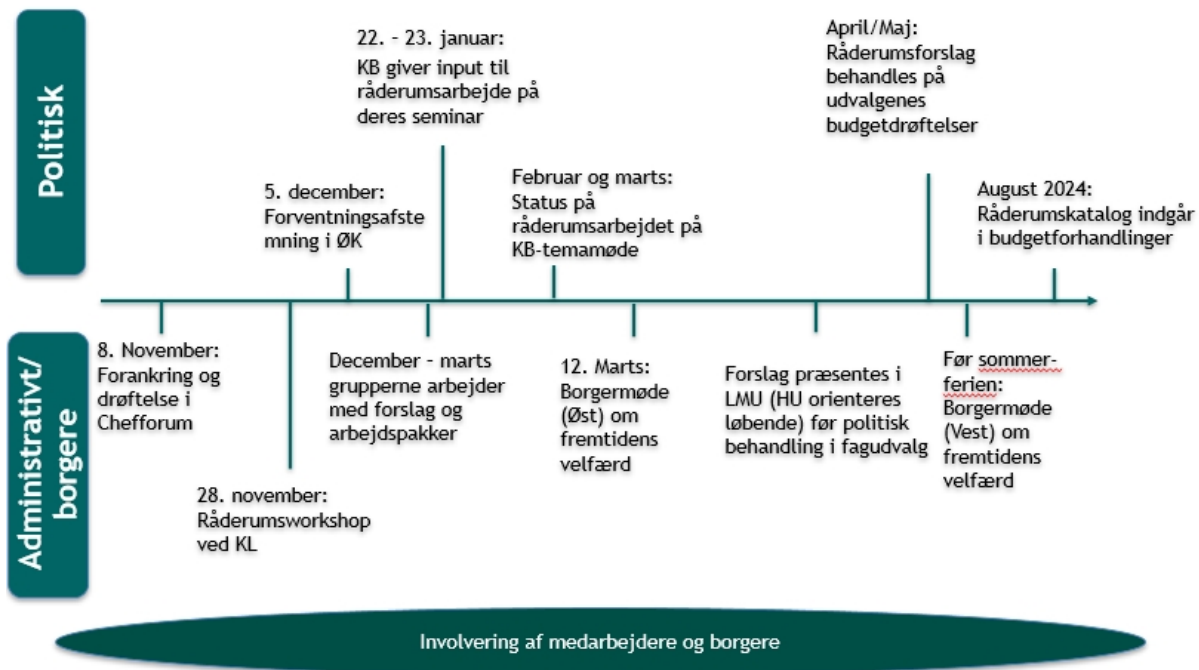 Politisk
22. - 23. januar:
KB giver input til
råderumsarbejde på
deres seminar
April/Maj:
Råderumsforslag
behandles på
udvalgenes
budgetdrøftelser
5. december:
Forventningsafste
mning i ØK
Februar og marts:
Status på
råderumsarbejdet på
KB-temamøde
August 2024:
Råderumskatalog indgår
i budgetforhandlinger
Administrativt/
borgere
8. November:
Forankring og
drøftelse i
Chefforum
28. november:
Råderumsworkshop
ved KL
December - marts
grupperne arbejder
med forslag og
arbejdspakker
12. Marts:
Borgermøde
(Øst) om
fremtidens
velfærd
Forslag præsentes i
LMU (HU orienteres
løbende) før politisk
behandling i fagudvalg
Før sommer-
ferien:
Borgermøde
(Vest) om
fremtidens
velfærd
Involvering af medarbejdere og borgere